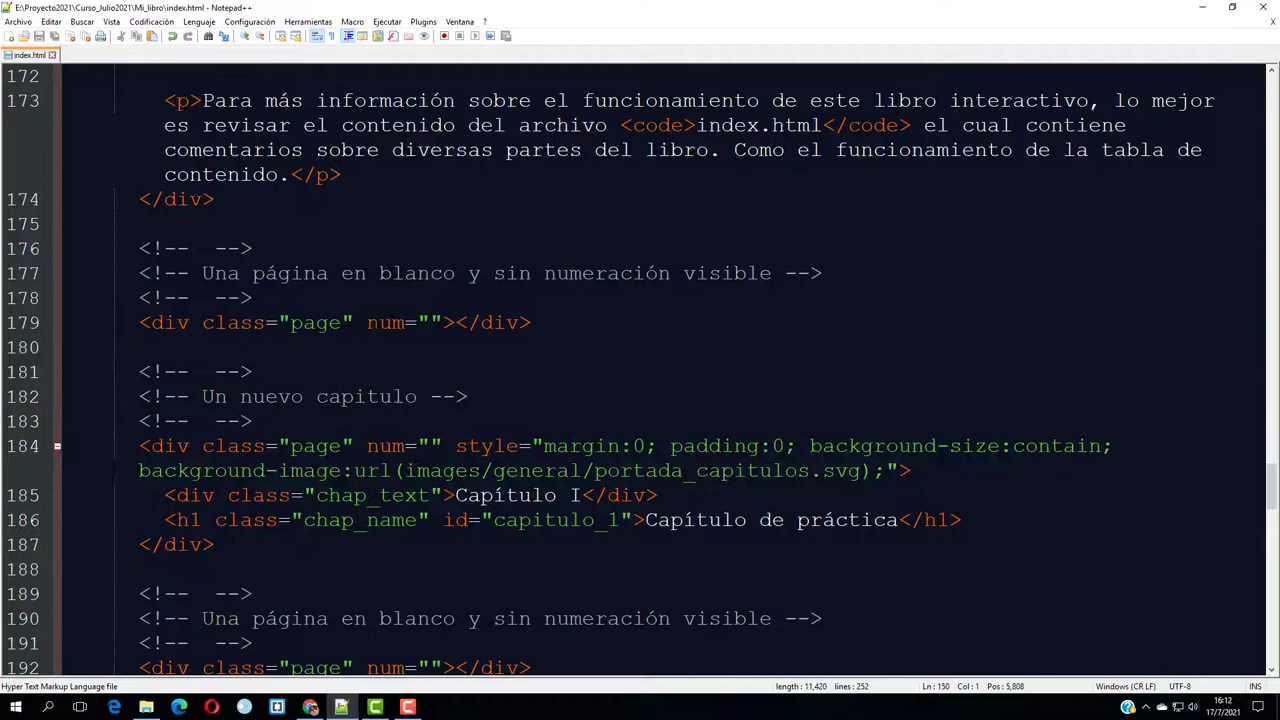 E:\Proyecto2021\Curso_Julio2021\Mi_libro\index.html - Notepad++
Archivo Editar Buscar Vista Codificación Lenguaje Configuración Herramientas Macro Ejecutar Plugins Ventana ?
index.html
172
173 <p>Para más información sobre el funcionamiento de este libro interactivo, lo mejor
es revisar el contenido del archivo <code>index.html</code> el cual contiene
comentarios sobre diversas partes del libro. Como el funcionamiento de la tabla de
contenido.</p>
174 </div>
175
176 <!-- -->
177 <!-- Una página en blanco y sin numeración visible -->
178 <!-- -->
179 <div class="page" num=""></div>
180
181 <!-- -->
182 <!-- Un nuevo capitulo -->
183 <!-- -->
184 <div class="page" num="" style="margin:0; padding:0; background-size:contain;
background-image:url(images/general/portada_capitulos.svg);">
185 <div class="chap_text">Capítulo I</div>
186 <h1 class="chap_name" id="capitulo_1">Capítulo de práctica</h1>
187 </div>
188
189 <!-- -->
190 <!-- Una página en blanco y sin numeración visible -->
191 <!-- -->
192 <div class="page" num=""></div>
Hyper Text Markup Language file length : 11,420 lines : 252 Ln : 150 Col : 1 Pos : 5,808 Windows (CR LF) UTF-8 INS
16:12
17/7/2021